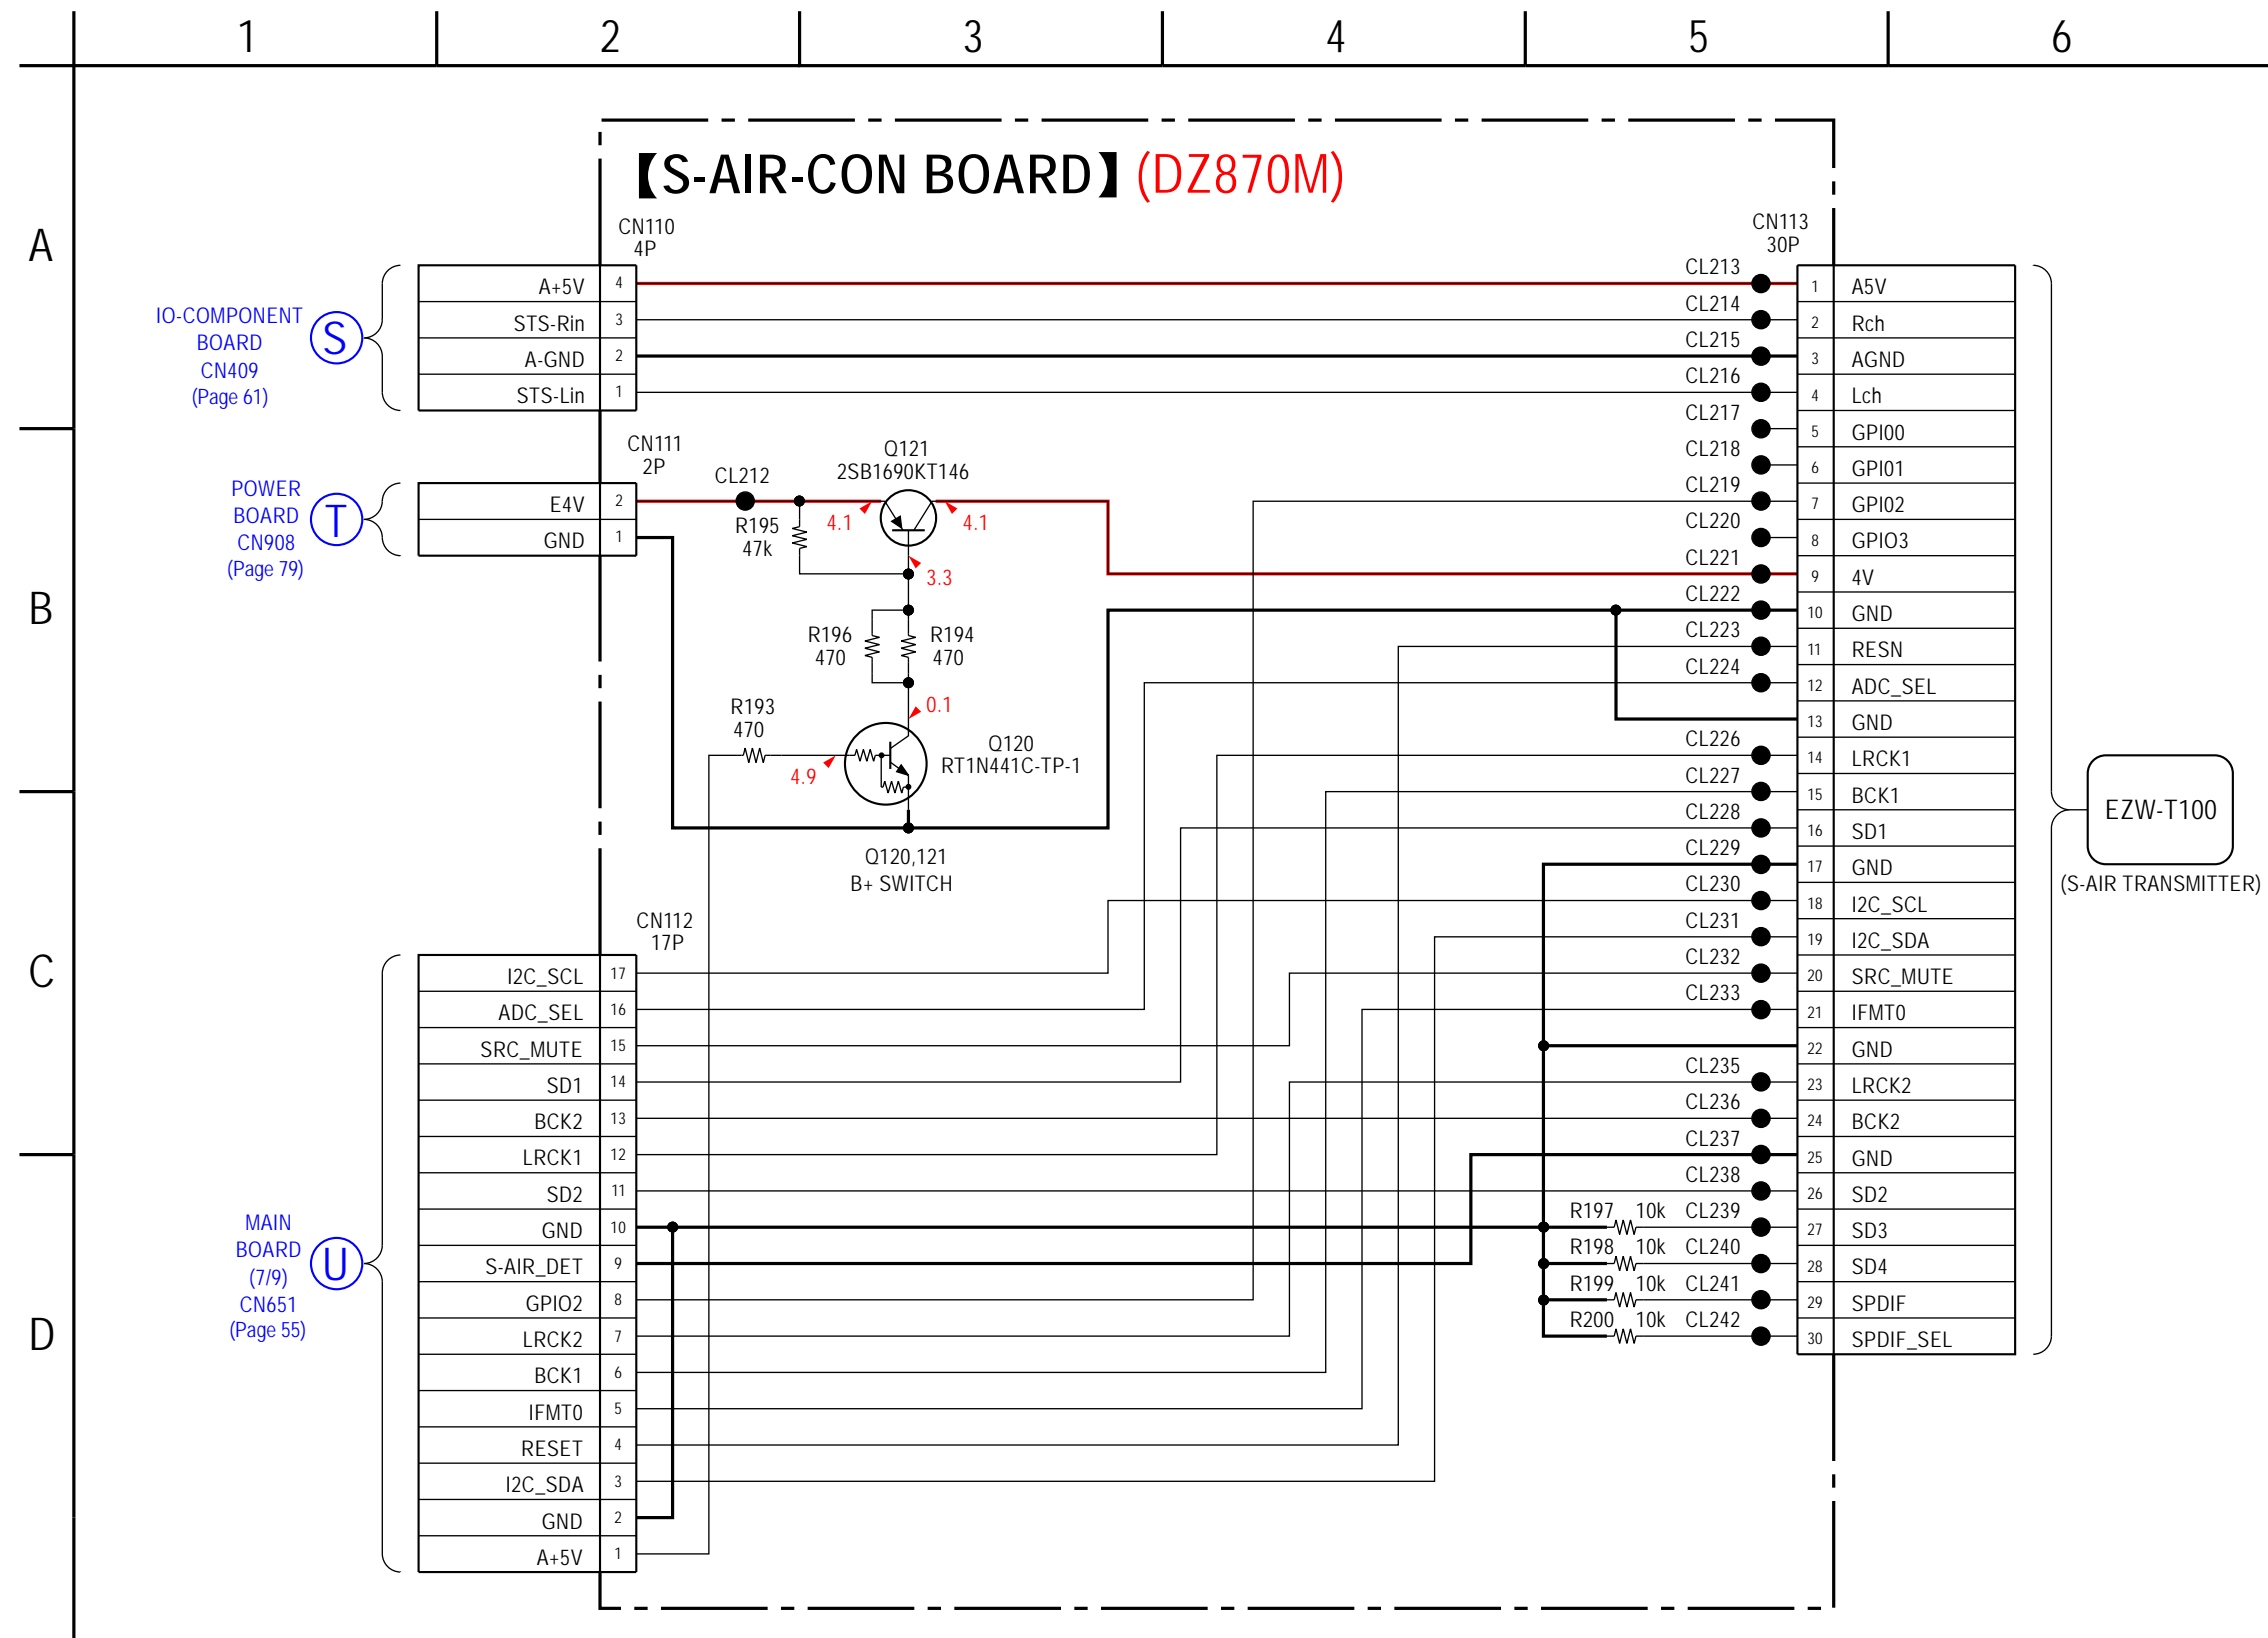 1 2 3 4 5 6
A
B
C
D
【S-AIR-CON BOARD】(DZ870M)
CN110
4P
A+5V 4
STS-Rin 3
A-GND 2
STS-Lin 1
IO-COMPONENT
BOARD
CN409
(Page 61)
S
CN111
2P
E4V 2
GND 1
POWER
BOARD
CN908
(Page 79)
T
CL212
R195
47k
Q121
2SB1690KT146
4.1
4.1
3.3
R196
470
R194
470
0.1
R193
470
4.9
Q120
RT1N441C-TP-1
Q120,121
B+ SWITCH
CN112
17P
I2C_SCL 17
ADC_SEL 16
SRC_MUTE 15
SD1 14
BCK2 13
LRCK1 12
SD2 11
GND 10
S-AIR_DET 9
GPIO2 8
LRCK2 7
BCK1 6
IFMT0 5
RESET 4
I2C_SDA 3
GND 2
A+5V 1
MAIN
BOARD
(7/9)
CN651
(Page 55)
U
CN113
30P
CL213 1 A5V
CL214 2 Rch
CL215 3 AGND
CL216 4 Lch
CL217 5 GPI00
CL218 6 GPI01
CL219 7 GPI02
CL220 8 GPIO3
CL221 9 4V
CL222 10 GND
CL223 11 RESN
CL224 12 ADC_SEL
13 GND
CL226 14 LRCK1
CL227 15 BCK1
CL228 16 SD1
CL229 17 GND
CL230 18 I2C_SCL
CL231 19 I2C_SDA
CL232 20 SRC_MUTE
CL233 21 IFMT0
22 GND
CL235 23 LRCK2
CL236 24 BCK2
CL237 25 GND
CL238 26 SD2
R197 10k CL239 27 SD3
R198 10k CL240 28 SD4
R199 10k CL241 29 SPDIF
R200 10k CL242 30 SPDIF_SEL
EZW-T100
(S-AIR TRANSMITTER)